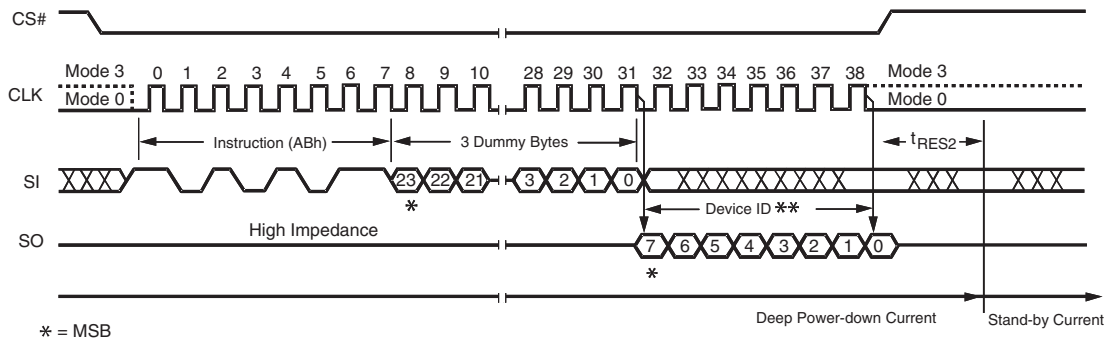 CS#
Mode 3 0 1 2 3 4 5 6 7 8 9 10 28 29 30 31 32 33 34 35 36 37 38 Mode 3
CLK Mode 0 Mode 0
Instruction (ABh) 3 Dummy Bytes tRES2
SI 23 22 21 3 2 1 0
* Device ID **
High Impedance
SO 7 6 5 4 3 2 1 0
*
Deep Power-down Current Stand-by Current
* = MSB